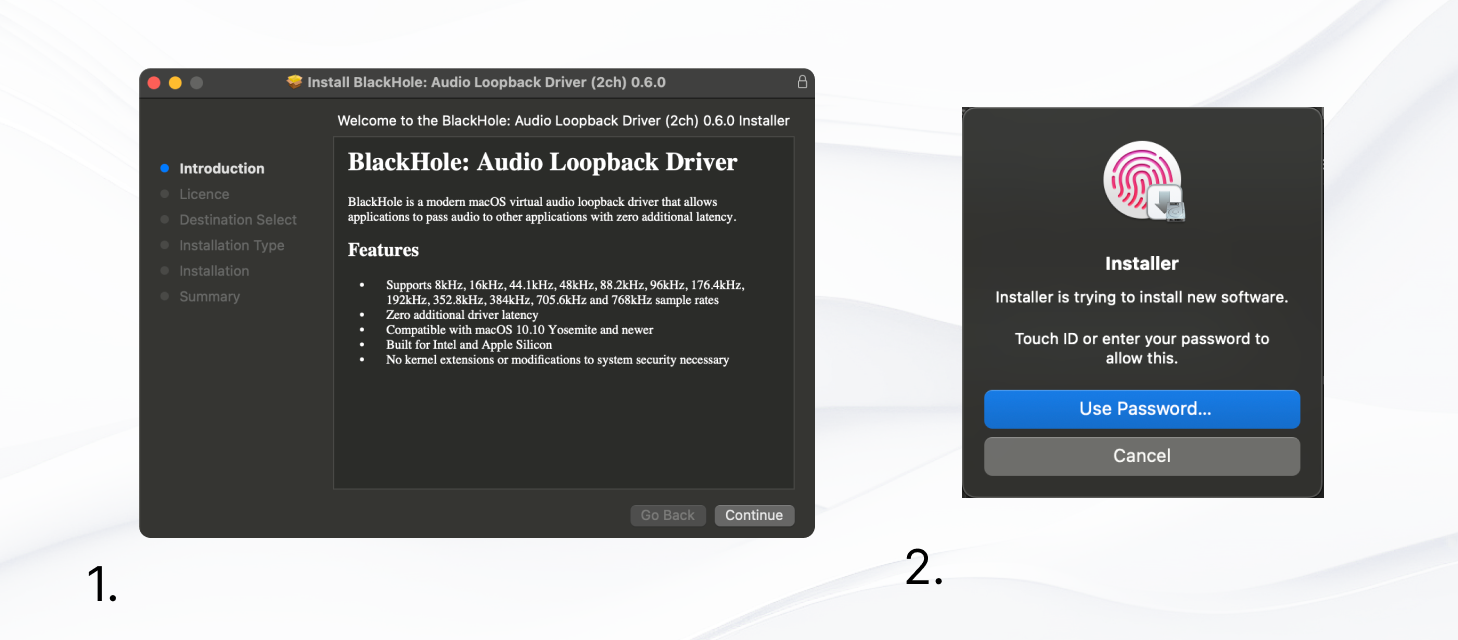 Install BlackHole: Audio Loopback Driver (2ch) 0.6.0
Welcome to the BlackHole: Audio Loopback Driver (2ch) 0.6.0 Installer
Introduction
Licence
Destination Select
Installation Type
Installation
Summary
BlackHole: Audio Loopback Driver
BlackHole is a modern macOS virtual audio loopback driver that allows
applications to pass audio to other applications with zero additional latency.
Features
• Supports 8kHz, 16kHz, 44.1kHz, 48kHz, 88.2kHz, 96kHz, 176.4kHz,
192kHz, 352.8kHz, 384kHz, 705.6kHz and 768kHz sample rates
• Zero additional driver latency
• Compatible with macOS 10.10 Yosemite and newer
• Built for Intel and Apple Silicon
• No kernel extensions or modifications to system security necessary
Go Back
Continue
1.
Installer
Installer is trying to install new software.
Touch ID or enter your password to
allow this.
Use Password...
Cancel
2.